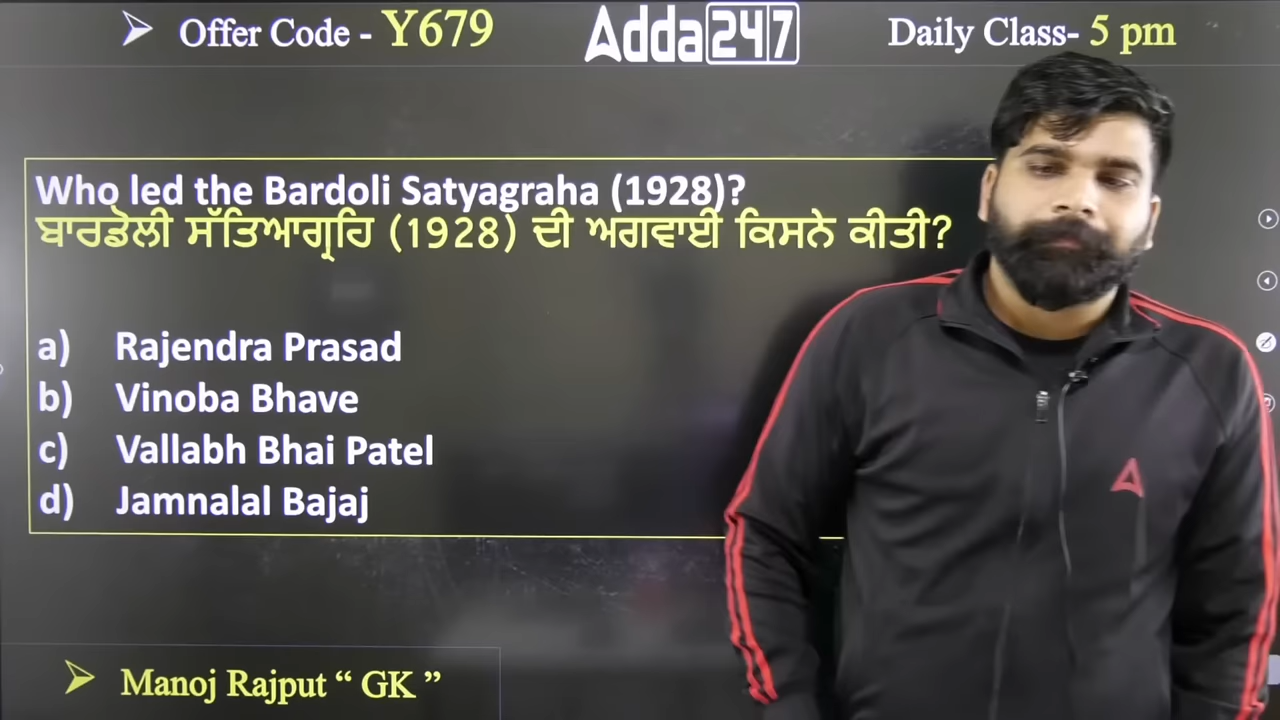 Offer Code - Y679
Adda247
Daily Class- 5 pm
Who led the Bardoli Satyagraha (1928)?
ਬਾਰਡੋਲੀ ਸੱਤਿਆਗ੍ਰਹਿ (1928) ਦੀ ਅਗਵਾਈ ਕਿਸਨੇ ਕੀਤੀ?
a) Rajendra Prasad
b) Vinoba Bhave
c) Vallabh Bhai Patel
d) Jamnalal Bajaj
Manoj Rajput “ GK ”